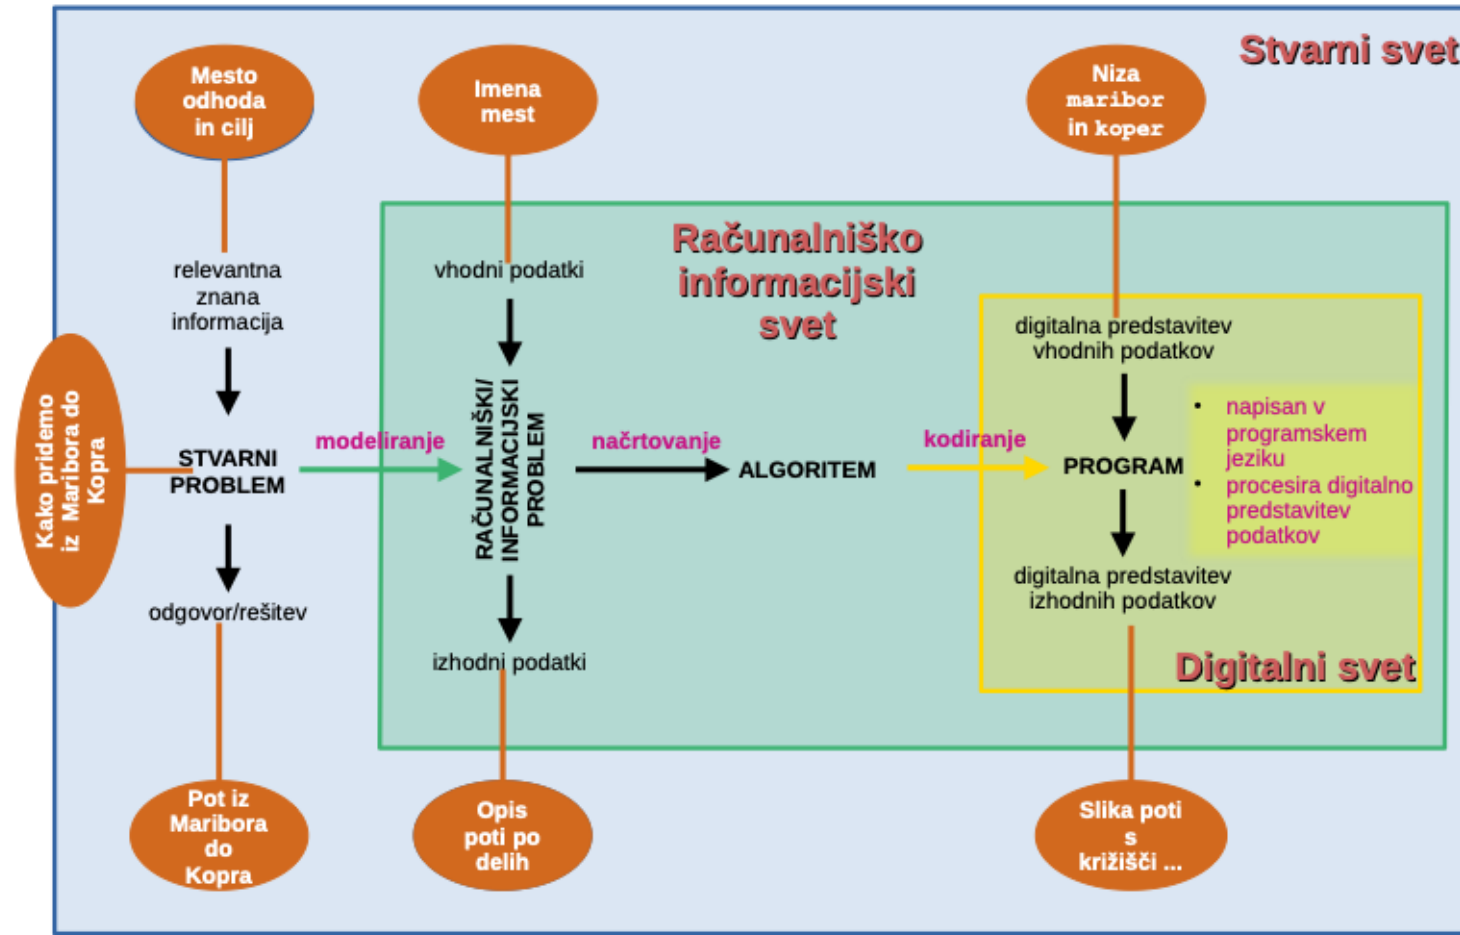 Stvarni svet
Mesto
odhoda
in cilj
Imena
mest
Niza
maribor
in koper
Računalniško
informacijski
svet
relevantna
znana
informacija
vhodni podatki
digitalna predstavitev
vhodnih podatkov
Kako pridemo
iz Maribora do
Kopra
STVARNI
PROBLEM
modeliranje
RAČUNALNIŠKI/
INFORMACIJSKI
PROBLEM
načrtovanje
ALGORITEM
kodiranje
PROGRAM
• napisan v
programskem
jeziku
• procesira digitalno
predstavitev
podatkov
odgovor/rešitev
izhodni podatki
digitalna predstavitev
izhodnih podatkov
Digitalni svet
Pot iz
Maribora
do
Kopra
Opis
poti po
delih
Slika poti
s
križišči ...